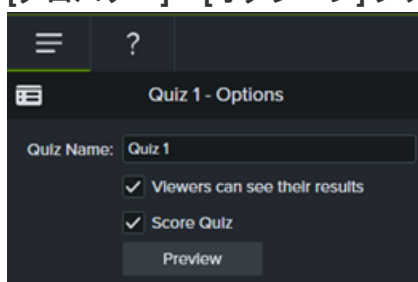 ?
Quiz 1 - Options
Quiz Name: Quiz 1
Viewers can see their results
Score Quiz
Preview